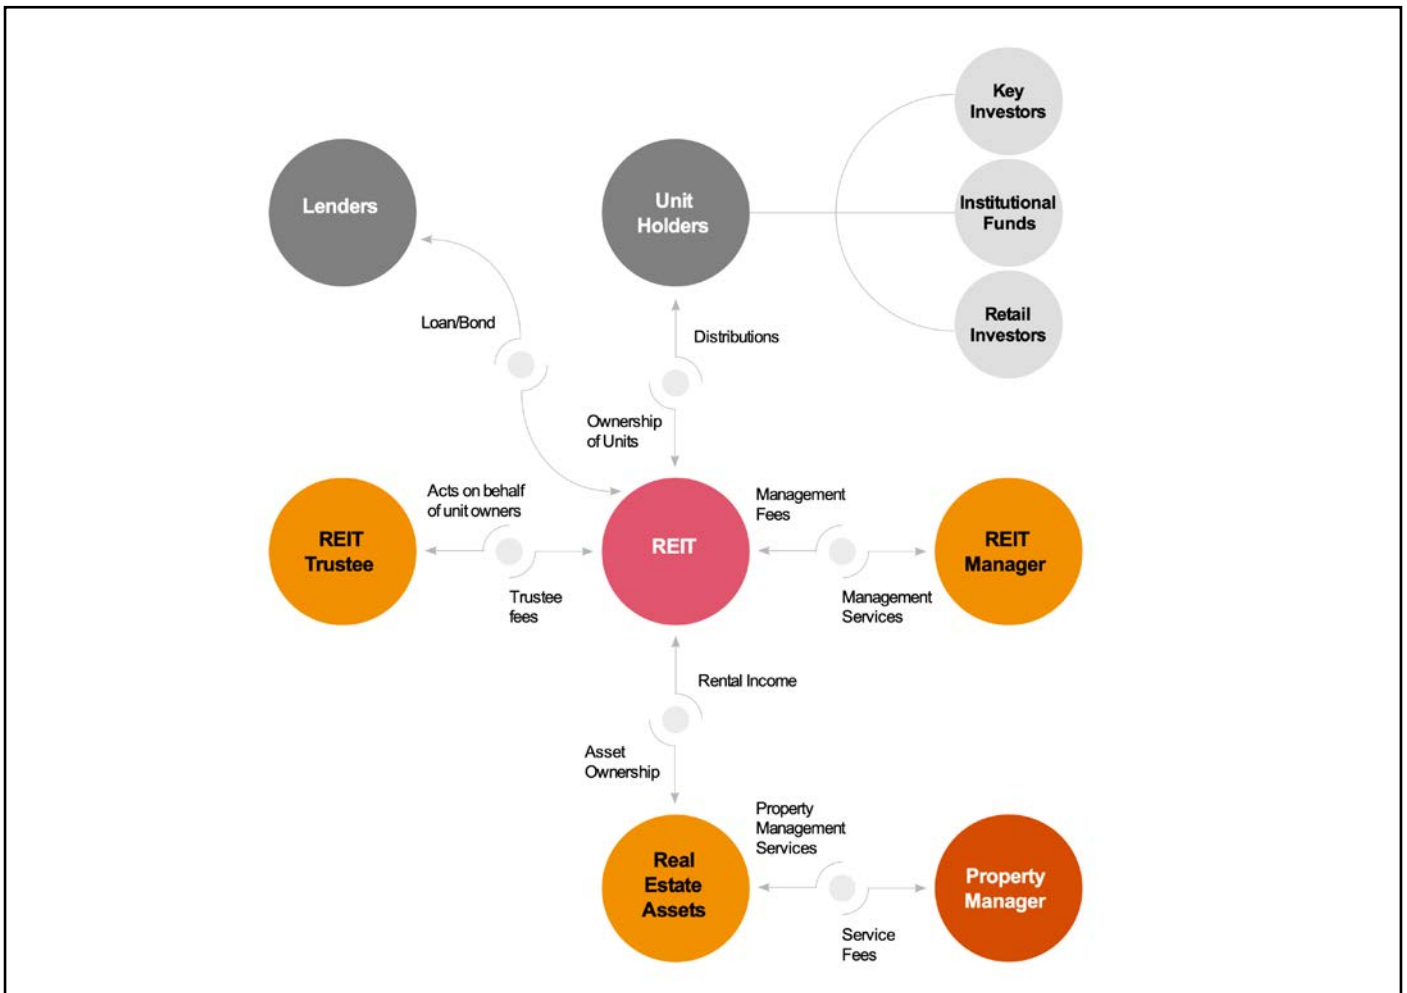 Key
Investors
Lenders
Unit
Holders
Institutional
Funds
Retail
Investors
Loan/Bond
Distributions
Ownership
of Units
Acts on behalf
of unit owners
Management
Fees
REIT
Trustee
REIT
REIT
Manager
Trustee
fees
Management
Services
Rental Income
Asset
Ownership
Property
Management
Services
Real
Estate
Assets
Property
Manager
Service
Fees